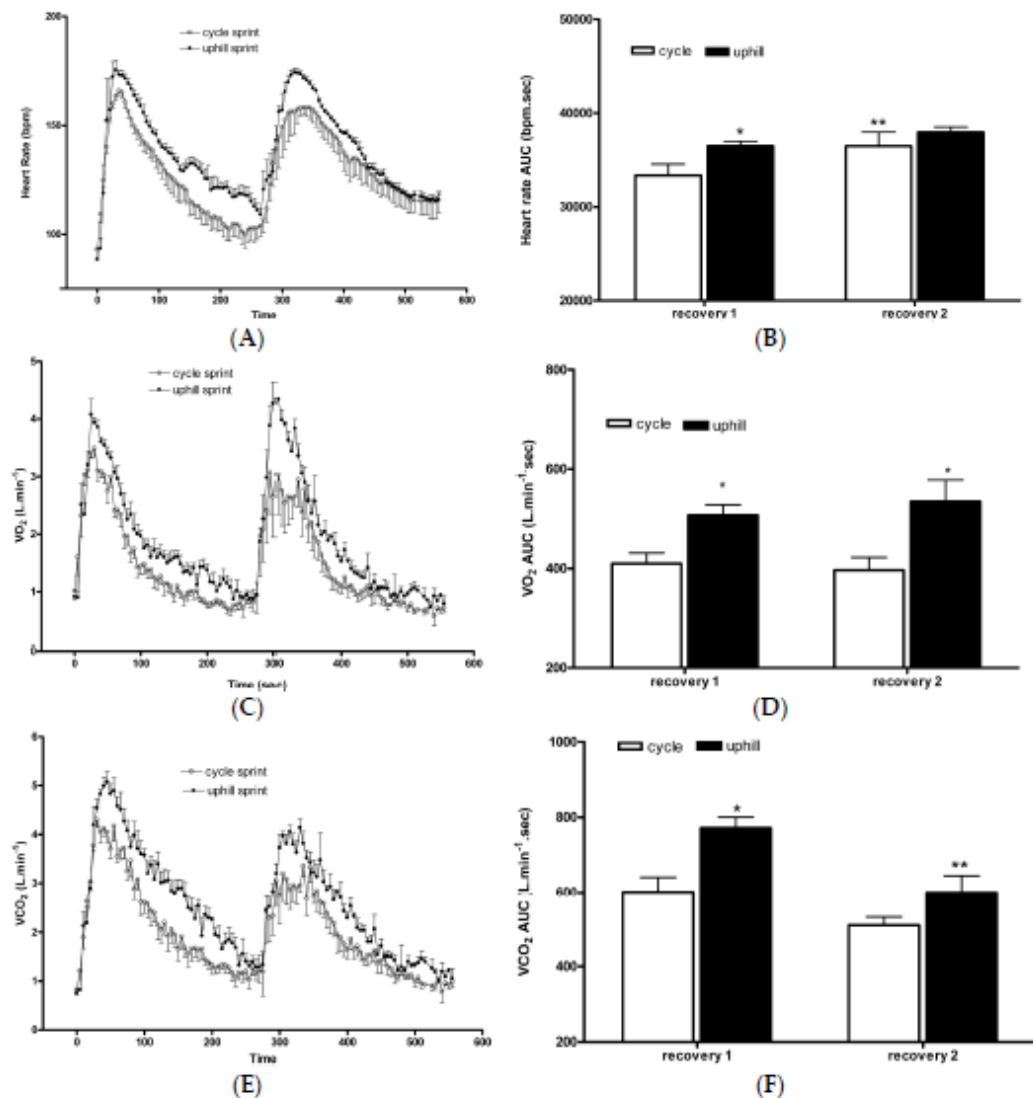 200
150
100
Heart Rate (bpm)
cycle sprint
uphill sprint
0 100 200 300 400 500 600
Time
(A)
50000
40000
30000
20000
Heart rate AUC (bpm.sec)
cycle uphill
*
**
recovery 1 recovery 2
(B)
5
4
3
2
1
0
VO₂ (L.min⁻¹)
cycle sprint
uphill sprint
0 100 200 300 400 500 600
Time (sec)
(C)
800
600
400
200
VO₂ AUC (L.min⁻¹ sec)
cycle uphill
*
*
recovery 1 recovery 2
(D)
6
5
4
3
2
1
0
VCO₂ (L.min⁻¹)
cycle sprint
uphill sprint
0 100 200 300 400 500 600
Time
(E)
1000
800
600
400
200
VCO₂ AUC (L.min⁻¹.sec)
cycle uphill
*
**
recovery 1 recovery 2
(F)